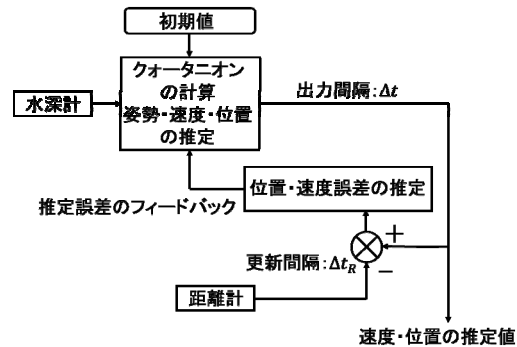 初期値
クォータニオン
の計算
姿勢・速度・位置
の推定
水深計
出力間隔:Δt
位置・速度誤差の推定
推定誤差のフィードバック
+
更新間隔:Δt_R
−
距離計
速度・位置の推定値